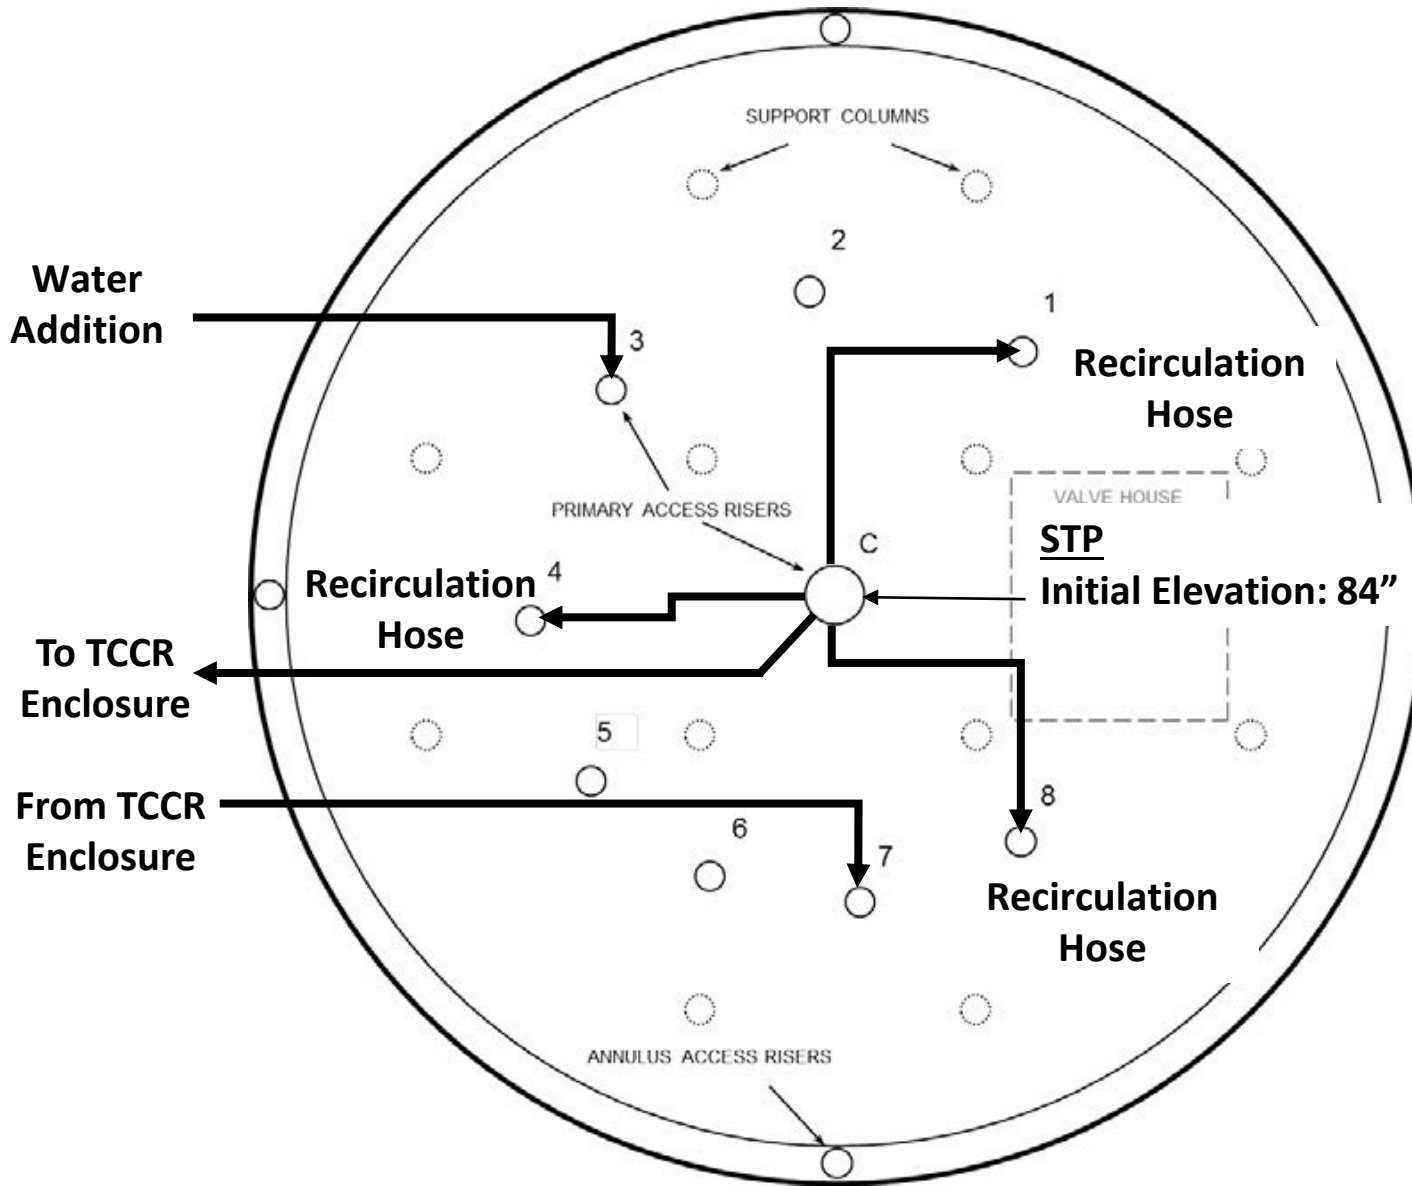 SUPPORT COLUMNS
2
Water
Addition
1
3
Recirculation
Hose
PRIMARY ACCESS RISERS
VALVE HOUSE
C
STP
Initial Elevation: 84”
4
Recirculation
Hose
To TCCR
Enclosure
5
From TCCR
Enclosure
8
6
7
Recirculation
Hose
ANNULUS ACCESS RISERS